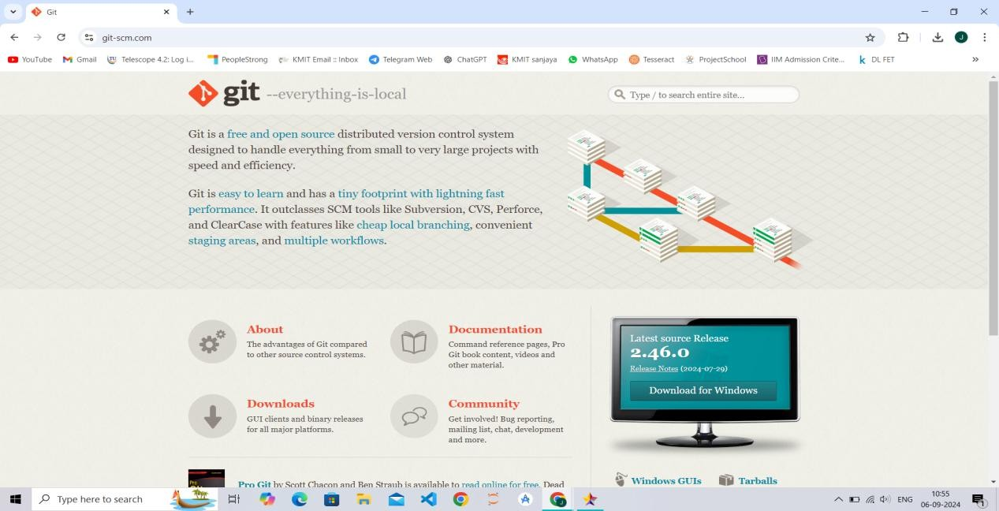 Git
git-scm.com
YouTube Gmail Telescope 4.2: Log i... PeopleStrong KMIT Email :: Inbox Telegram Web ChatGPT KMIT sanjaya WhatsApp Tesseract ProjectSchool IIM Admission Crite... DL FET
git --everything-is-local
Type / to search entire site...
Git is a free and open source distributed version control system
designed to handle everything from small to very large projects with
speed and efficiency.
Git is easy to learn and has a tiny footprint with lightning fast
performance. It outclasses SCM tools like Subversion, CVS, Perforce,
and ClearCase with features like cheap local branching, convenient
staging areas, and multiple workflows.
About
The advantages of Git compared
to other source control systems.
Documentation
Command reference pages, Pro
Git book content, videos and
other material.
Downloads
GUI clients and binary releases
for all major platforms.
Community
Get involved! Bug reporting,
mailing list, chat, development
and more.
Latest source Release
2.46.0
Release Notes (2024-07-29)
Download for Windows
Pro
Pro Git by Scott Chacon and Ben Straub is available to read online for free. Dead
Windows GUIs Tarballs
Type here to search
ENG
10:55
06-09-2024